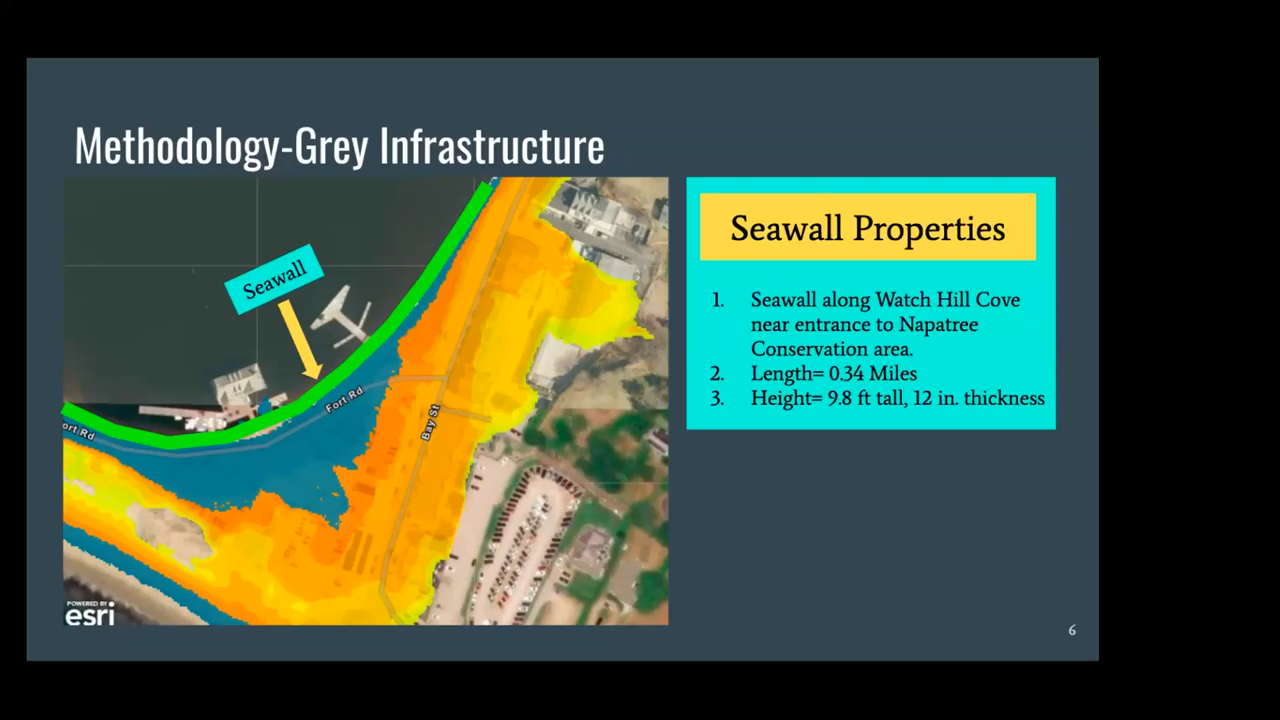 Methodology-Grey Infrastructure
Seawall
Fort Rd
ort Rd
Bay St
POWERED BY
esri
Seawall Properties
1. Seawall along Watch Hill Cove
near entrance to Napatree
Conservation area.
2. Length= 0.34 Miles
3. Height= 9.8 ft tall, 12 in. thickness
6